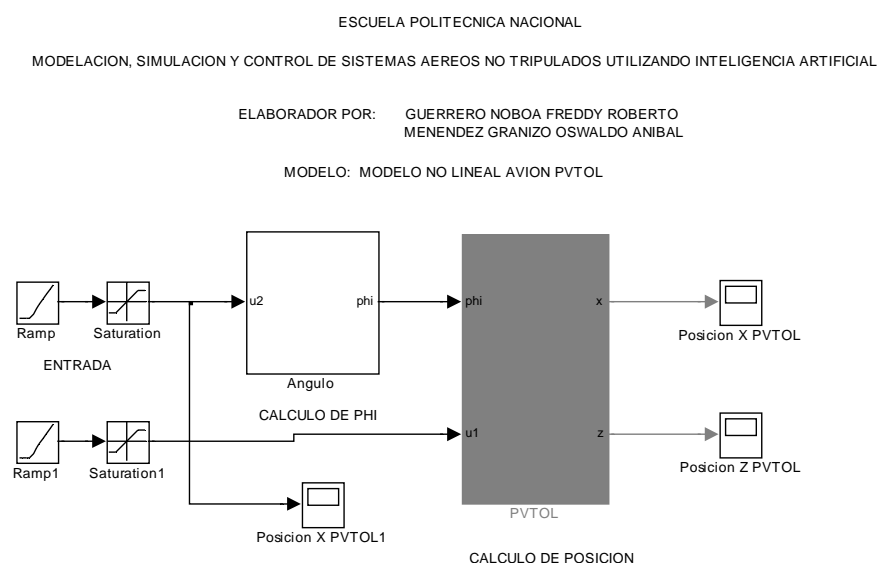 ESCUELA POLITECNICA NACIONAL
MODELACION, SIMULACION Y CONTROL DE SISTEMAS AEREOS NO TRIPULADOS UTILIZANDO INTELIGENCIA ARTIFICIAL
ELABORADOR POR: GUERRERO NOBOA FREDDY ROBERTO
MENENDEZ GRANIZO OSWALDO ANIBAL
MODELO: MODELO NO LINEAL AVION PVTOL
u2
phi
phi
x
Ramp
Saturation
Posicion X PVTOL
ENTRADA
Angulo
CALCULO DE PHI
u1
z
Ramp1
Saturation1
Posicion Z PVTOL
PVTOL
Posicion X PVTOL1
CALCULO DE POSICION